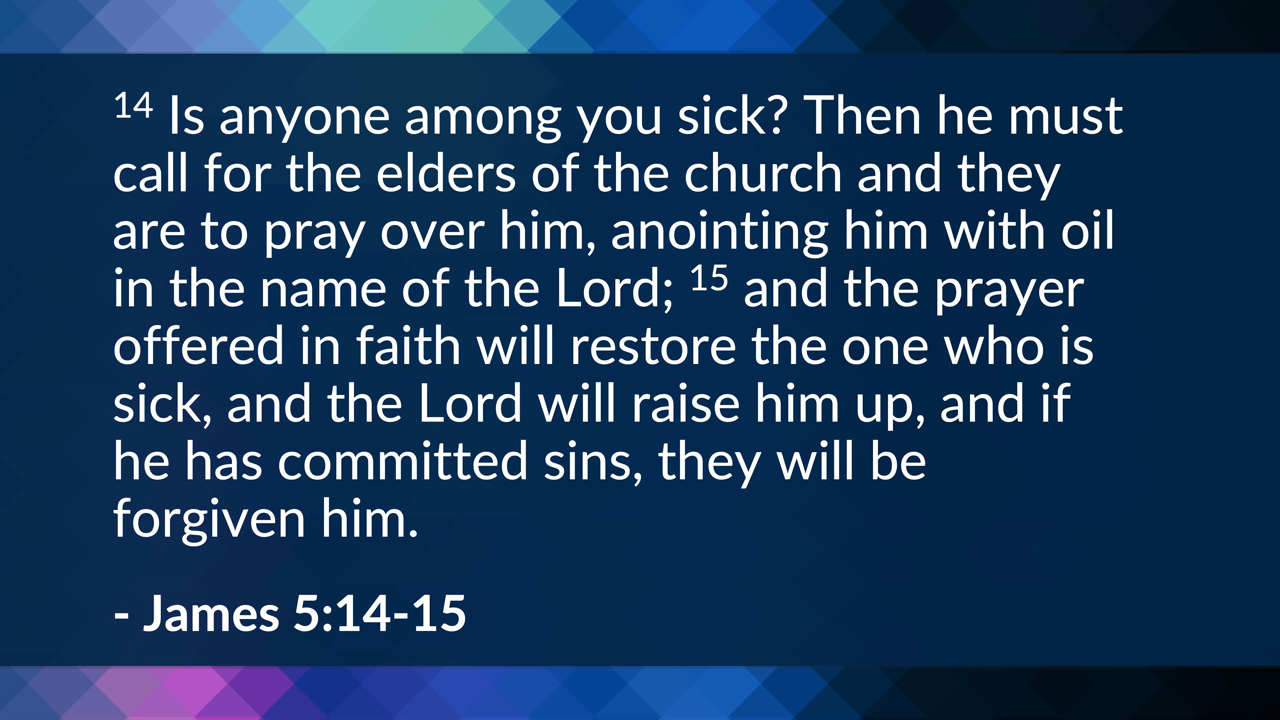 14 Is anyone among you sick? Then he must
call for the elders of the church and they
are to pray over him, anointing him with oil
in the name of the Lord; 15 and the prayer
offered in faith will restore the one who is
sick, and the Lord will raise him up, and if
he has committed sins, they will be
forgiven him.
- James 5:14-15